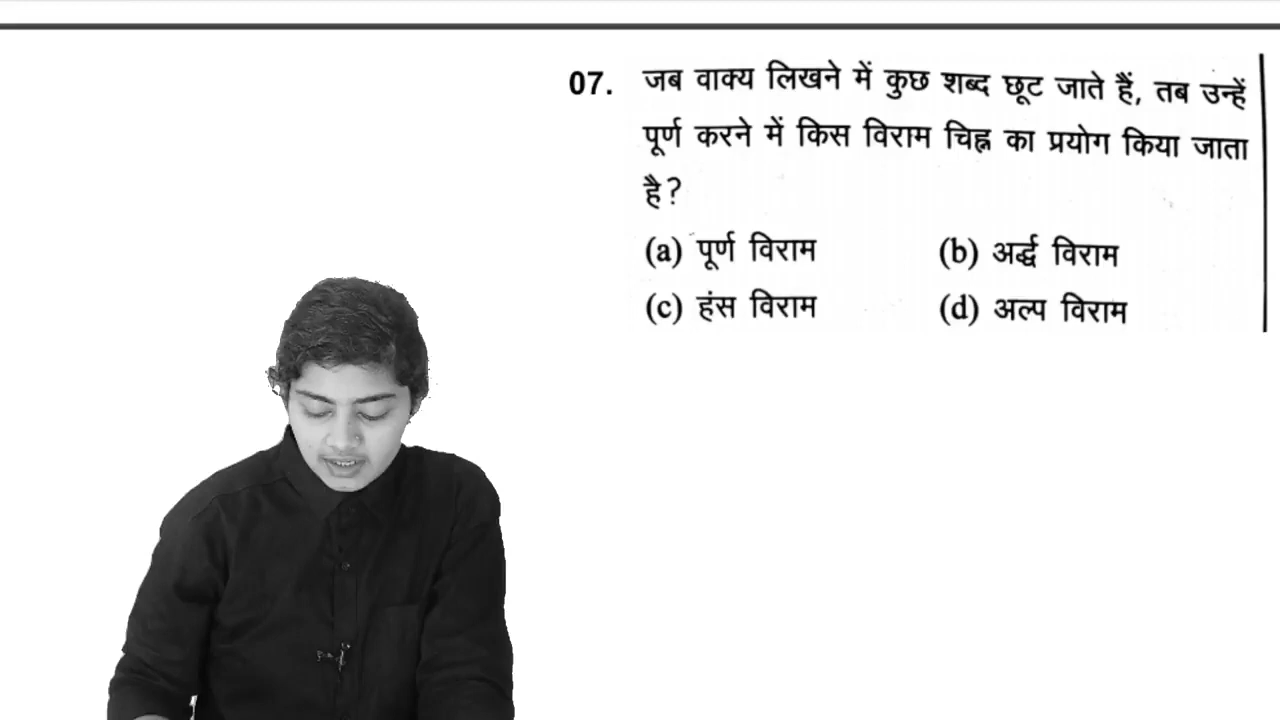 07. जब वाक्य लिखने में कुछ शब्द छूट जाते हैं, तब उन्हें
पूर्ण करने में किस विराम चिह्न का प्रयोग किया जाता
है?
(a) पूर्ण विराम (b) अर्द्ध विराम
(c) हंस विराम (d) अल्प विराम